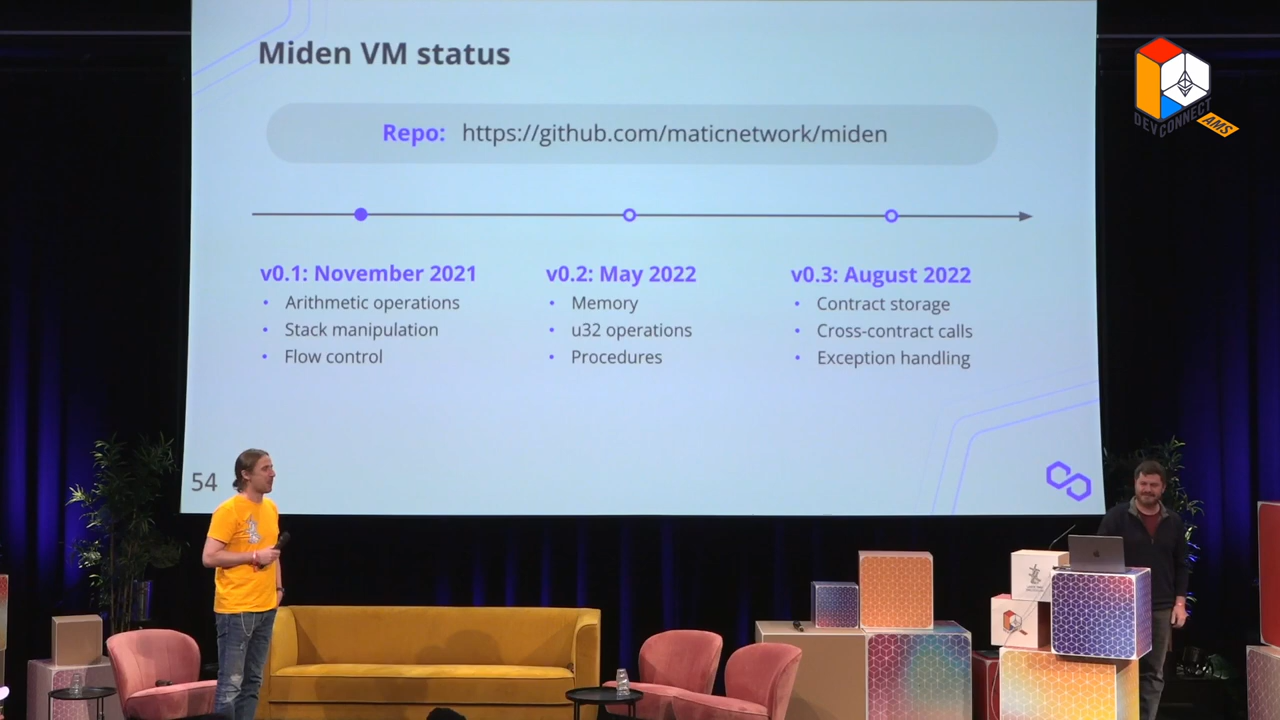 Miden VM status
Repo: https://github.com/maticnetwork/miden
v0.1: November 2021
• Arithmetic operations
• Stack manipulation
• Flow control
v0.2: May 2022
• Memory
• u32 operations
• Procedures
v0.3: August 2022
• Contract storage
• Cross-contract calls
• Exception handling
54
DEVCONNECT
AMS